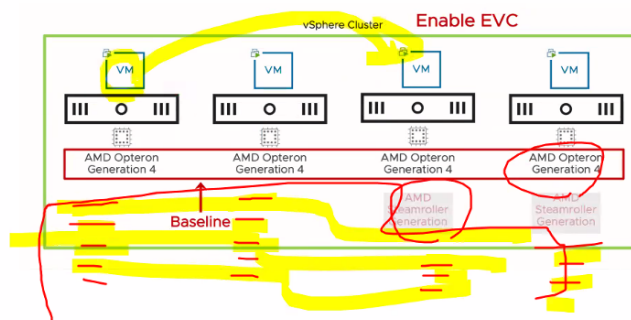 vSphere Cluster
Enable EVC
VM
VM
VM
VM
AMD Opteron
Generation 4
AMD Opteron
Generation 4
AMD Opteron
Generation 4
AMD Opteron
Generation 4
Baseline
AMD
Steamroller
Generation
AMD
Steamroller
Generation